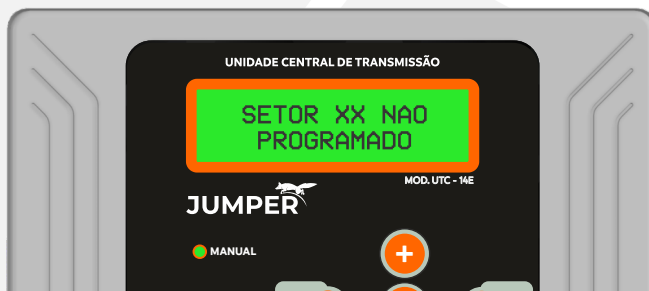 UNIDADE CENTRAL DE TRANSMISSÃO
SETOR XX NAO
PROGRAMADO
MOD. UTC - 14E
JUMPER
MANUAL
+